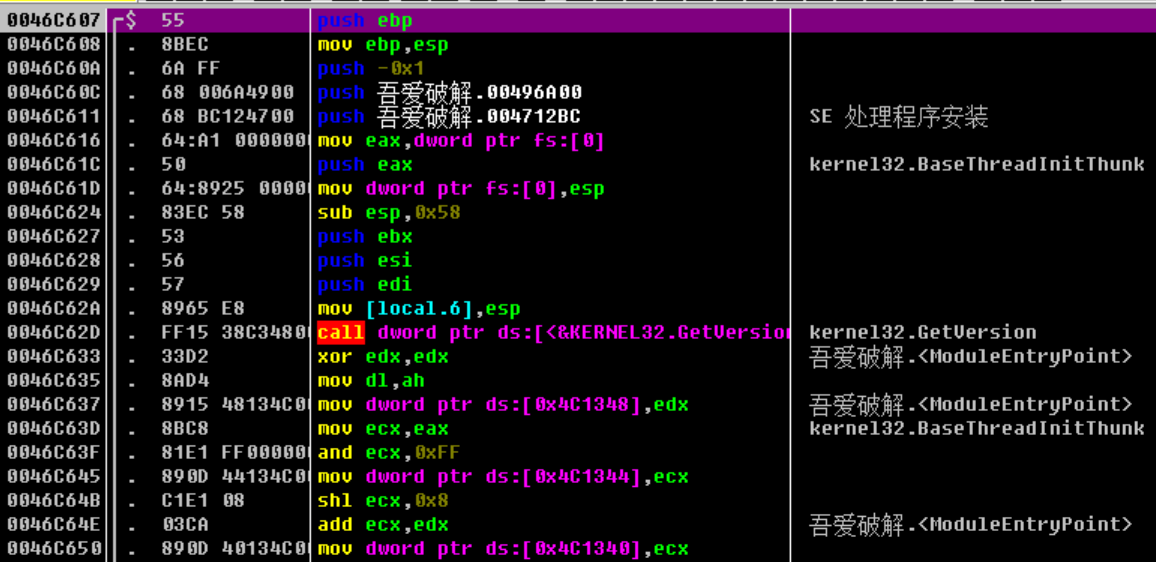 0046C607 $ 55 push ebp
0046C608 . 8BEC mov ebp,esp
0046C60A . 6A FF push -0x1
0046C60C . 68 006A4900 push 吾爱破解.00496A00
0046C611 . 68 BC124700 push 吾爱破解.004712BC SE 处理程序安装
0046C616 . 64:A1 000000 mov eax,dword ptr fs:[0]
0046C61C . 50 push eax kernel32.BaseThreadInitThunk
0046C61D . 64:8925 0000 mov dword ptr fs:[0],esp
0046C624 . 83EC 58 sub esp,0x58
0046C627 . 53 push ebx
0046C628 . 56 push esi
0046C629 . 57 push edi
0046C62A . 8965 E8 mov [local.6],esp
0046C62D . FF15 38C3480 call dword ptr ds:[<&KERNEL32.GetVersion kernel32.GetVersion
0046C633 . 33D2 xor edx,edx 吾爱破解.<ModuleEntryPoint>
0046C635 . 8AD4 mov dl,ah
0046C637 . 8915 48134C0 mov dword ptr ds:[0x4C1348],edx 吾爱破解.<ModuleEntryPoint>
0046C63D . 8BC8 mov ecx,eax kernel32.BaseThreadInitThunk
0046C63F . 81E1 FF00000 and ecx,0xFF
0046C645 . 890D 44134C0 mov dword ptr ds:[0x4C1344],ecx
0046C64B . C1E1 08 shl ecx,0x8
0046C64E . 03CA add ecx,edx 吾爱破解.<ModuleEntryPoint>
0046C650 . 890D 40134C0 mov dword ptr ds:[0x4C1340],ecx